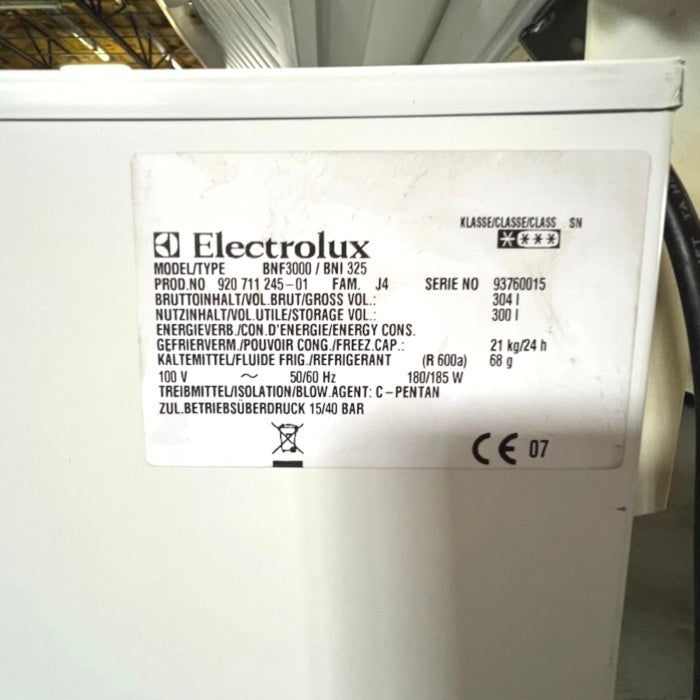 KLASSE/CLASSE/CLASS SN
Electrolux
MODEL/TYPE BNF3000 / BNI 325
PROD.NO 920 711 245-01 FAM. J4 SERIE NO 93760015
BRUTTOINHALT/VOL.BRUT/GROSS VOL.: 304 l
NUTZINHALT/VOL.UTILE/STORAGE VOL.: 300 l
ENERGIEVERB./CON.D'ENERGIE/ENERGY CONS.
GEFRIERVERM./POUVOIR CONG./FREEZ.CAP.: 21 kg/24 h
KALTEMITTEL/FLUIDE FRIG./REFRIGERANT (R 600a) 68 g
100 V ~ 50/60 Hz 180/185 W
TREIBMITTEL/ISOLATION/BLOW.AGENT: C-PENTAN
ZUL.BETRIEBSÜBERDRUCK 15/40 BAR
CE 07